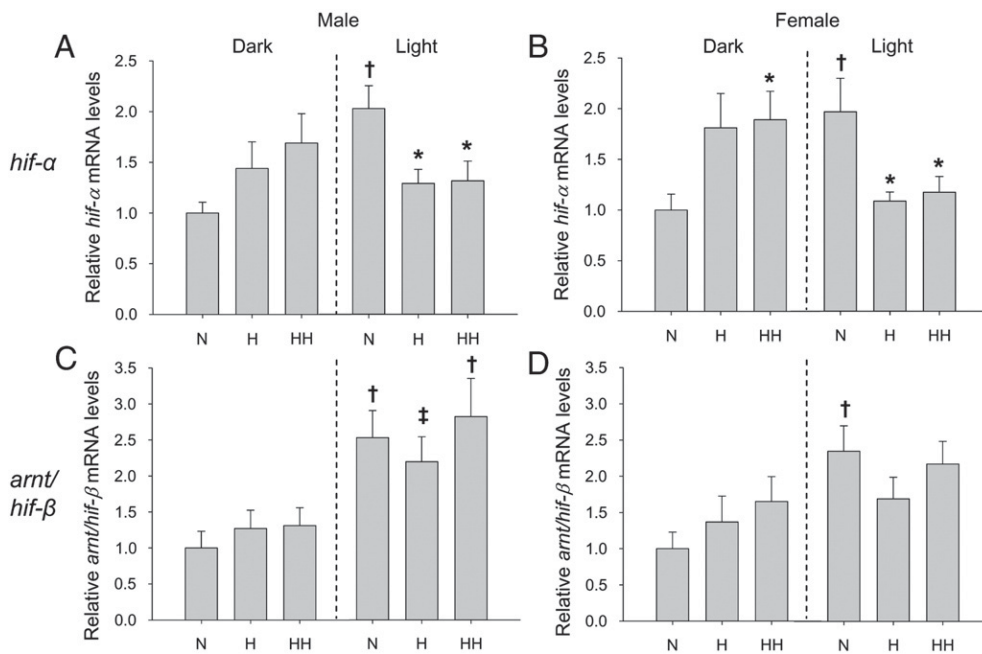 Male
Female
A
Dark
Light
B
Dark
Light
hif-α
Relative hif-α mRNA levels
2.5
2.0
1.5
1.0
0.5
0.0
†
*
*
N
H
HH
N
H
HH
Relative hif-α mRNA levels
2.5
2.0
1.5
1.0
0.5
0.0
*
†
*
*
N
H
HH
N
H
HH
C
D
arnt/
hif-β
Relative arnt/hif-β mRNA levels
3.5
3.0
2.5
2.0
1.5
1.0
0.5
0.0
†
‡
†
N
H
HH
N
H
HH
Relative arnt/hif-β mRNA levels
3.5
3.0
2.5
2.0
1.5
1.0
0.5
0.0
†
N
H
HH
N
H
HH